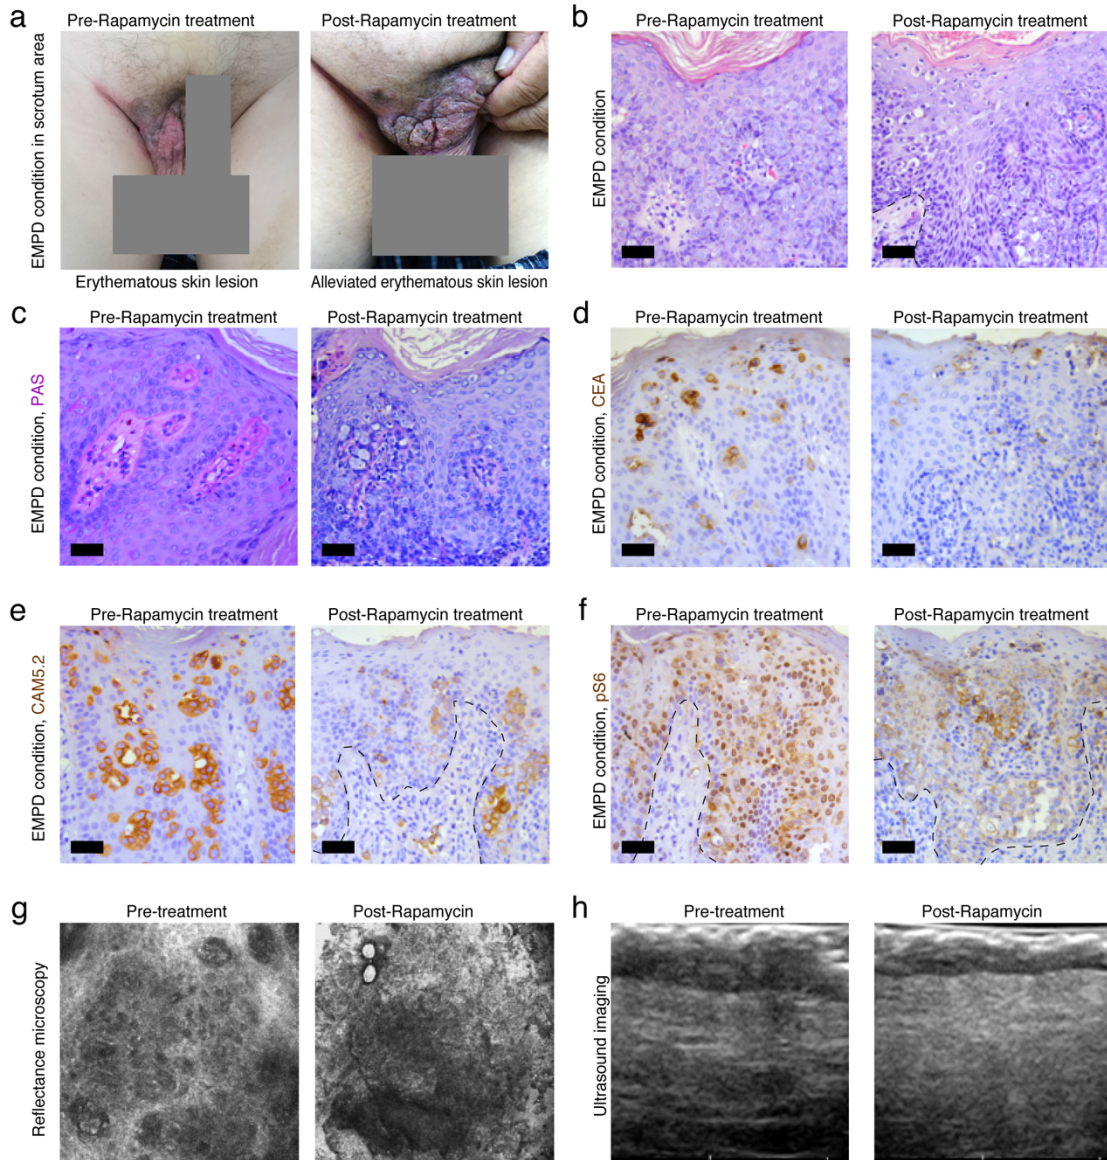 a
Pre-Rapamycin treatment
Post-Rapamycin treatment
EMPD condition in scrotum area
Erythematous skin lesion
Alleviated erythematous skin lesion
b
Pre-Rapamycin treatment
Post-Rapamycin treatment
EMPD condition
c
Pre-Rapamycin treatment
Post-Rapamycin treatment
EMPD condition, PAS
d
Pre-Rapamycin treatment
Post-Rapamycin treatment
EMPD condition, CEA
e
Pre-Rapamycin treatment
Post-Rapamycin treatment
EMPD condition, CAM5.2
f
Pre-Rapamycin treatment
Post-Rapamycin treatment
EMPD condition, pS6
g
Pre-treatment
Post-Rapamycin
Reflectance microscopy
h
Pre-treatment
Post-Rapamycin
Ultrasound imaging